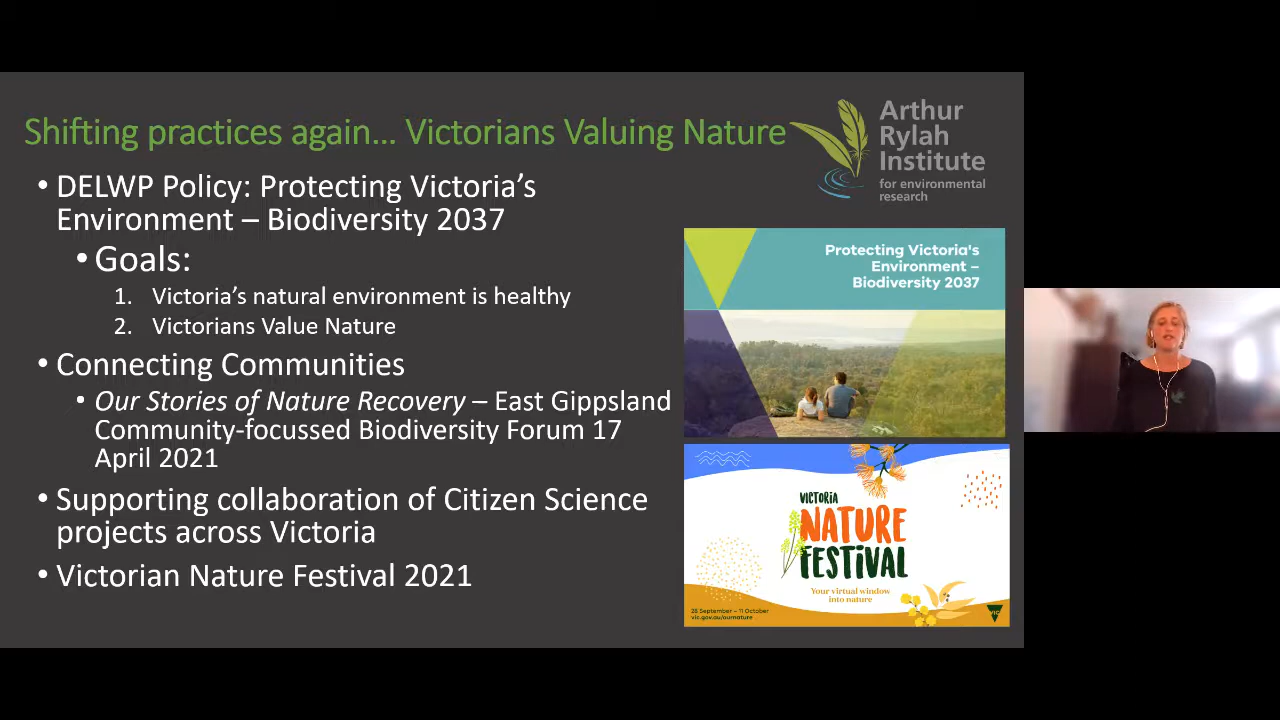 Shifting practices again... Victorians Valuing Nature
Arthur
Rylah
Institute
for environmental
research
• DELWP Policy: Protecting Victoria's
Environment – Biodiversity 2037
• Goals:
1. Victoria's natural environment is healthy
2. Victorians Value Nature
• Connecting Communities
• Our Stories of Nature Recovery – East Gippsland
Community-focussed Biodiversity Forum 17
April 2021
• Supporting collaboration of Citizen Science
projects across Victoria
• Victorian Nature Festival 2021
Protecting Victoria's
Environment –
Biodiversity 2037
VICTORIA
NATURE
FESTIVAL
Your virtual window
into nature
28 September – 11 October
vic.gov.au/ournature
VIC